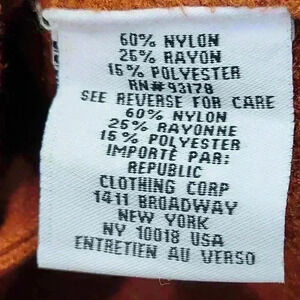 60% NYLON
25% RAYON
15% POLYESTER
RN#93178
SEE REVERSE FOR CARE
60% NYLON
25% RAYONNE
15% POLYESTER
IMPORTÉ PAR:
REPUBLIC
CLOTHING CORP
1411 BROADWAY
NEW YORK
NY 10018 USA
ENTRETIEN AU VERSO